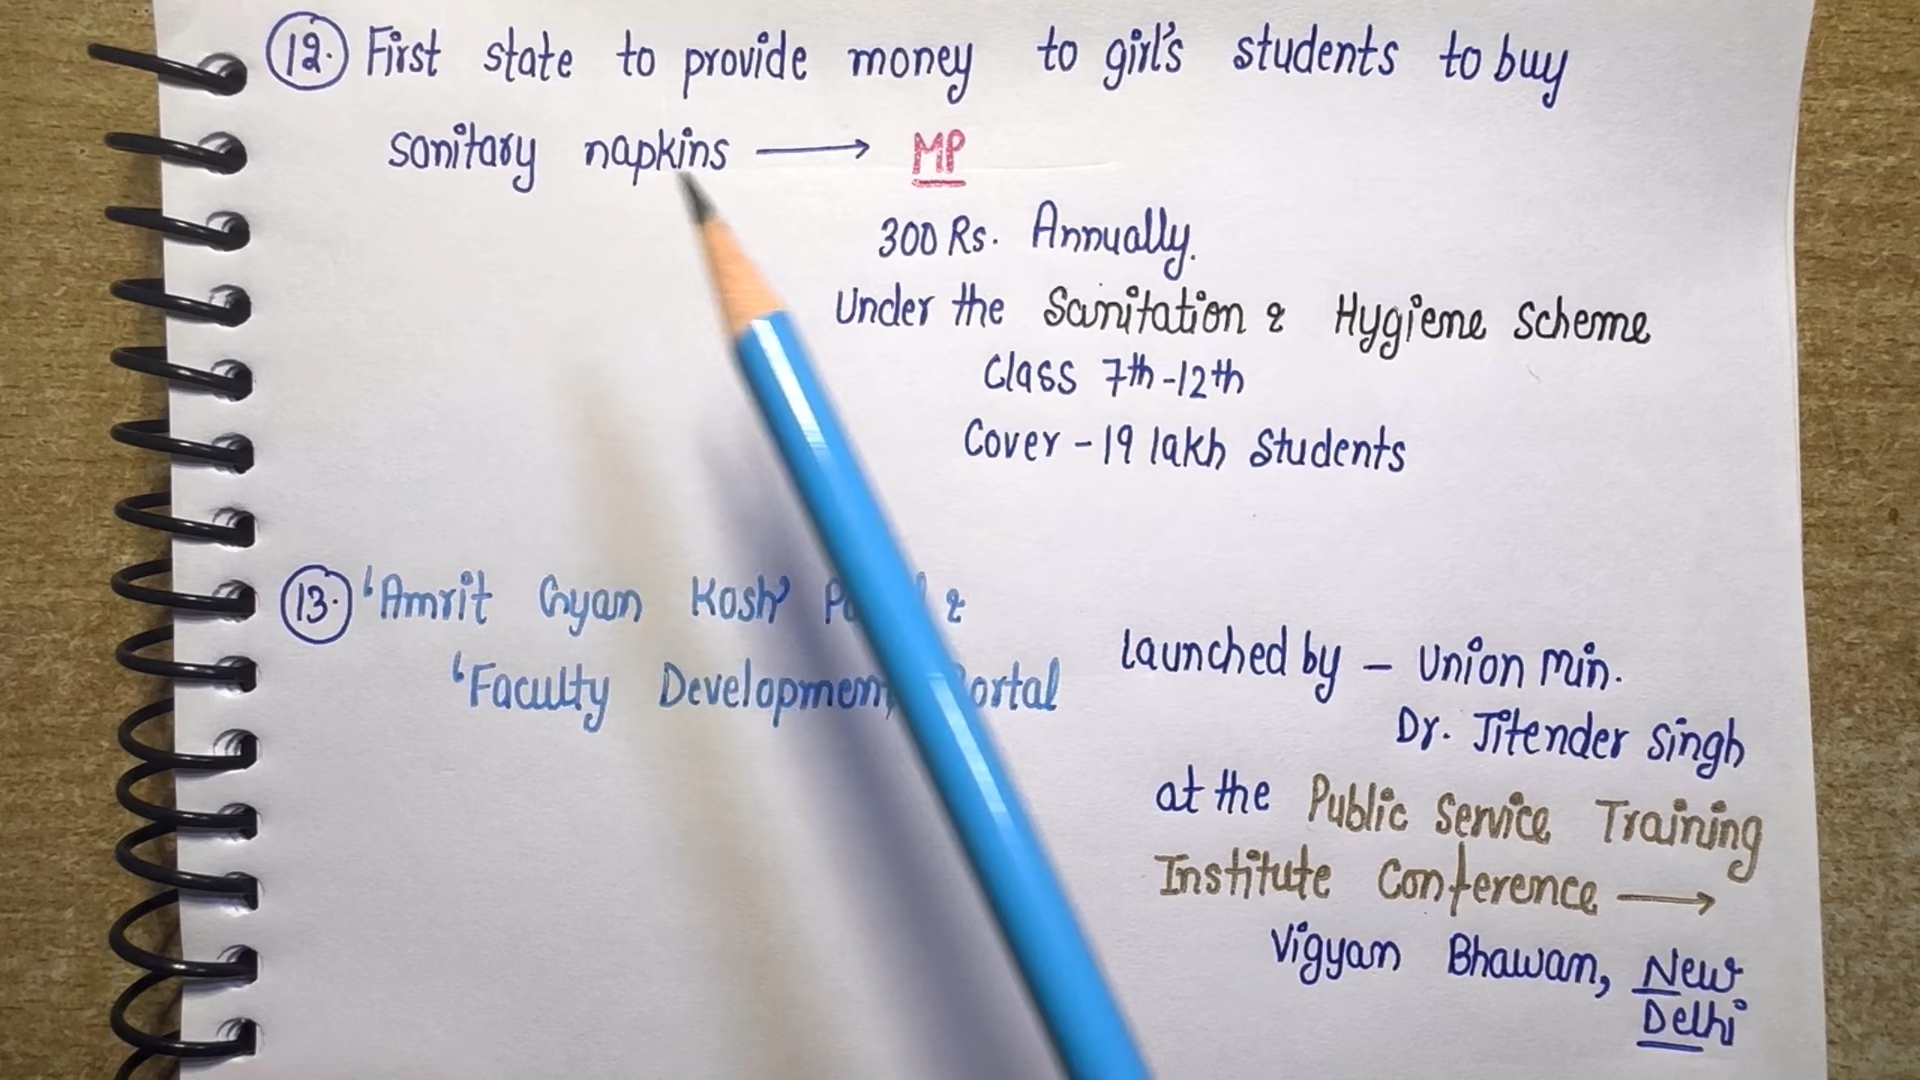 12. First state to provide money to girl's students to buy
sanitary napkins → MP
300 Rs. Annually.
Under the Sanitation & Hygiene Scheme
Class 7th-12th
Cover - 19 lakh Students
13. 'Amrit Gyan Kosh' &
'Faculty Development Portal
launched by - Union Min.
Dr. Jitender Singh
at the Public Service Training
Institute Conference →
Vigyan Bhawan, New
Delhi